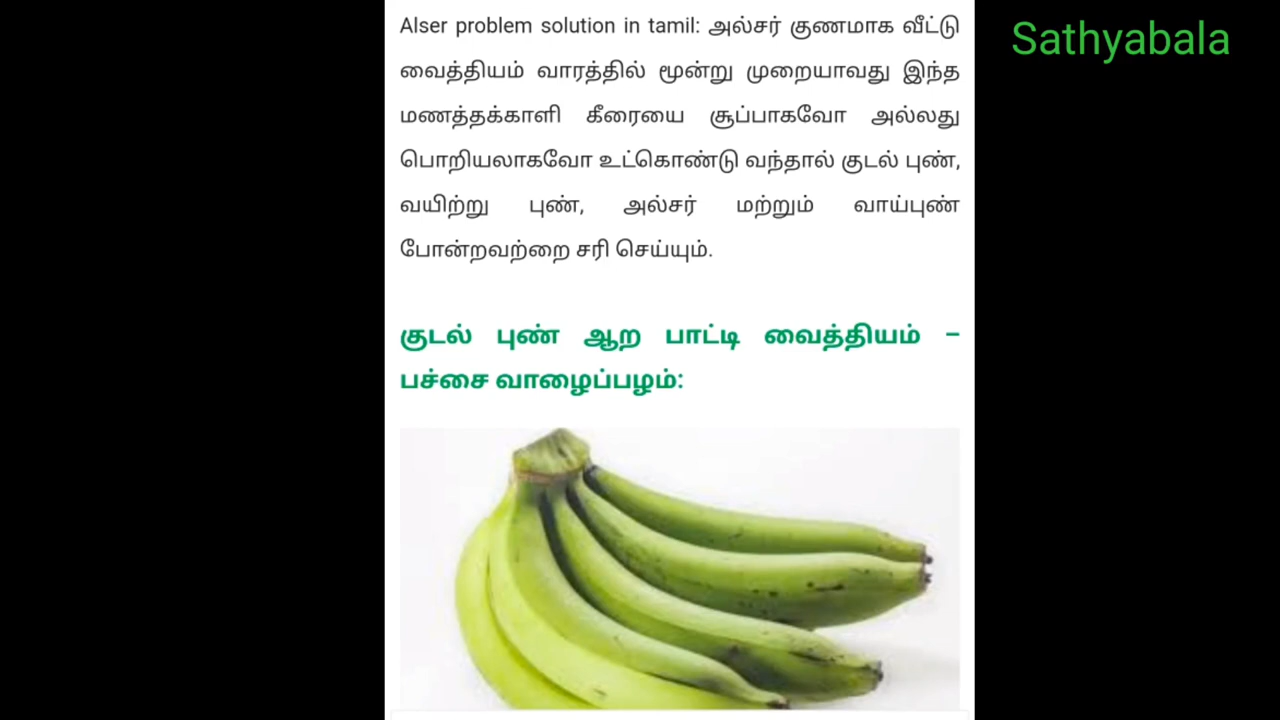 Alser problem solution in tamil: அல்சர் குணமாக வீட்டு
வைத்தியம் வாரத்தில் மூன்று முறையாவது இந்த
மணத்தக்காளி கீரையை சூப்பாகவோ அல்லது
பொறியலாகவோ உட்கொண்டு வந்தால் குடல் புண்,
வயிற்று புண், அல்சர் மற்றும் வாய்புண்
போன்றவற்றை சரி செய்யும்.
குடல் புண் ஆற பாட்டி வைத்தியம் –
பச்சை வாழைப்பழம்:
Sathyabala